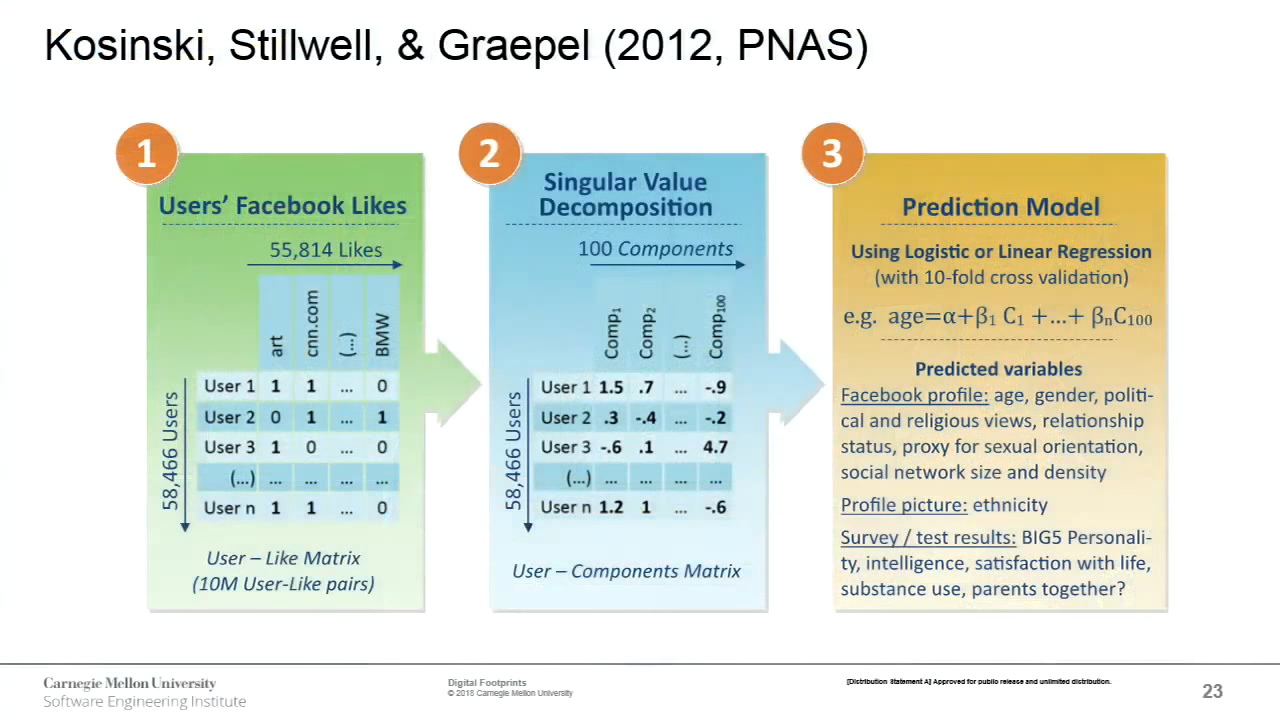 Kosinski, Stillwell, & Graepel (2012, PNAS)
1
Users’ Facebook Likes
55,814 Likes
art cnn.com (...) BMW
58,466 Users
User 1 1 1 ... 0
User 2 0 1 ... 1
User 3 1 0 ... 0
(...) ... ... ... ...
User n 1 1 ... 0
User – Like Matrix
(10M User-Like pairs)
2
Singular Value
Decomposition
100 Components
Comp1 Comp2 (...) Comp100
58,466 Users
User 1 1.5 .7 ... -.9
User 2 .3 -.4 ... -.2
User 3 -.6 .1 ... 4.7
(...) ... ... ... ...
User n 1.2 1 ... -.6
User – Components Matrix
3
Prediction Model
Using Logistic or Linear Regression
(with 10-fold cross validation)
e.g. age=α+β1 C1 +...+ βnC100
Predicted variables
Facebook profile: age, gender, politi-
cal and religious views, relationship
status, proxy for sexual orientation,
social network size and density
Profile picture: ethnicity
Survey / test results: BIG5 Personali-
ty, intelligence, satisfaction with life,
substance use, parents together?
Carnegie Mellon University
Software Engineering Institute
Digital Footprints
© 2018 Carnegie Mellon University
[Distribution Statement A] Approved for public release and unlimited distribution.
23